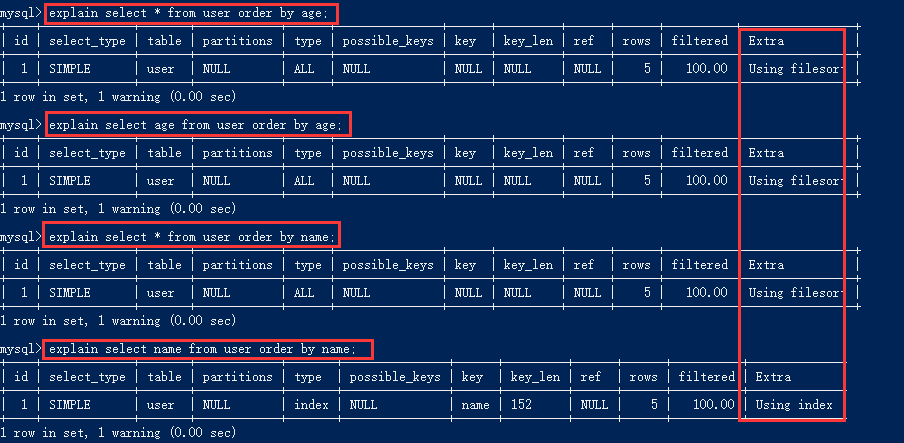 mysql> explain select * from user order by age;
| id | select_type | table | partitions | type | possible_keys | key | key_len | ref | rows | filtered | Extra
| 1 | SIMPLE | user | NULL | ALL | NULL | NULL | NULL | NULL | 5 | 100.00 | Using filesor
1 row in set, 1 warning (0.00 sec)
mysql> explain select age from user order by age;
| id | select_type | table | partitions | type | possible_keys | key | key_len | ref | rows | filtered | Extra
| 1 | SIMPLE | user | NULL | ALL | NULL | NULL | NULL | NULL | 5 | 100.00 | Using filesor
1 row in set, 1 warning (0.00 sec)
mysql> explain select * from user order by name;
| id | select_type | table | partitions | type | possible_keys | key | key_len | ref | rows | filtered | Extra
| 1 | SIMPLE | user | NULL | ALL | NULL | NULL | NULL | NULL | 5 | 100.00 | Using filesor
1 row in set, 1 warning (0.00 sec)
mysql> explain select name from user order by name;
| id | select_type | table | partitions | type | possible_keys | key | key_len | ref | rows | filtered | Extra
| 1 | SIMPLE | user | NULL | index | NULL | name | 152 | NULL | 5 | 100.00 | Using index
1 row in set, 1 warning (0.00 sec)